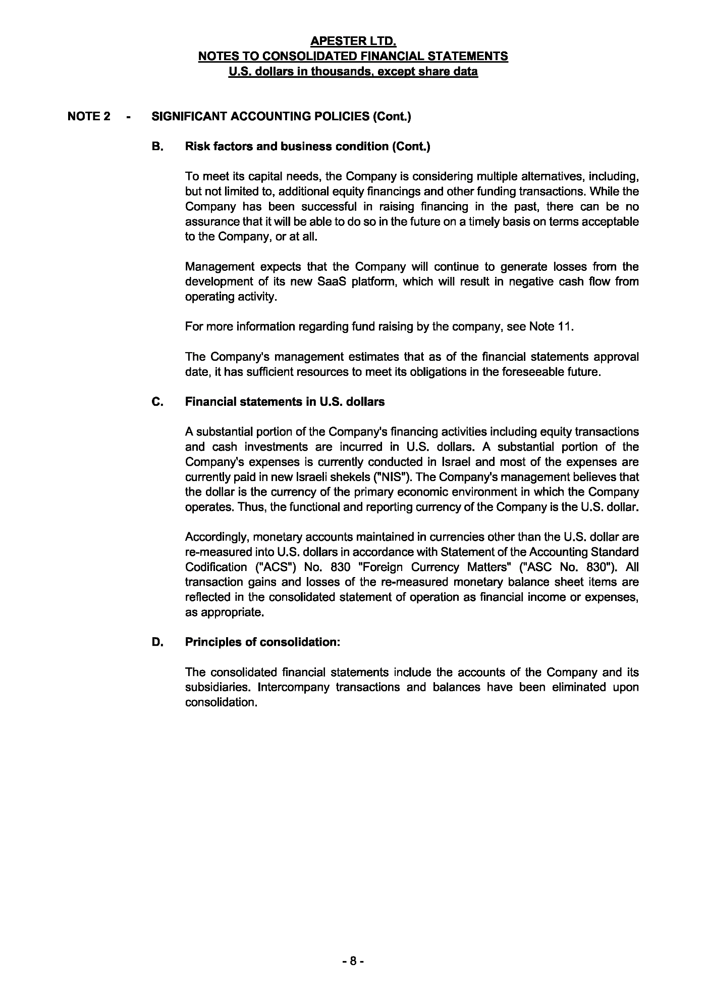 APESTER LTD.
NOTES TO CONSOLIDATED FINANCIAL STATEMENTS
U.S. dollars in thousands, except share data
NOTE 2 - SIGNIFICANT ACCOUNTING POLICIES (Cont.)
B. Risk factors and business condition (Cont.)
To meet its capital needs, the Company is considering multiple alternatives, including,
but not limited to, additional equity financings and other funding transactions. While the
Company has been successful in raising financing in the past, there can be no
assurance that it will be able to do so in the future on a timely basis on terms acceptable
to the Company, or at all.
Management expects that the Company will continue to generate losses from the
development of its new SaaS platform, which will result in negative cash flow from
operating activity.
For more information regarding fund raising by the company, see Note 11.
The Company's management estimates that as of the financial statements approval
date, it has sufficient resources to meet its obligations in the foreseeable future.
C. Financial statements in U.S. dollars
A substantial portion of the Company's financing activities including equity transactions
and cash investments are incurred in U.S. dollars. A substantial portion of the
Company's expenses is currently conducted in Israel and most of the expenses are
currently paid in new Israeli shekels ("NIS"). The Company's management believes that
the dollar is the currency of the primary economic environment in which the Company
operates. Thus, the functional and reporting currency of the Company is the U.S. dollar.
Accordingly, monetary accounts maintained in currencies other than the U.S. dollar are
re-measured into U.S. dollars in accordance with Statement of the Accounting Standard
Codification ("ACS") No. 830 "Foreign Currency Matters" ("ASC No. 830"). All
transaction gains and losses of the re-measured monetary balance sheet items are
reflected in the consolidated statement of operation as financial income or expenses,
as appropriate.
D. Principles of consolidation:
The consolidated financial statements include the accounts of the Company and its
subsidiaries. Intercompany transactions and balances have been eliminated upon
consolidation.
- 8 -